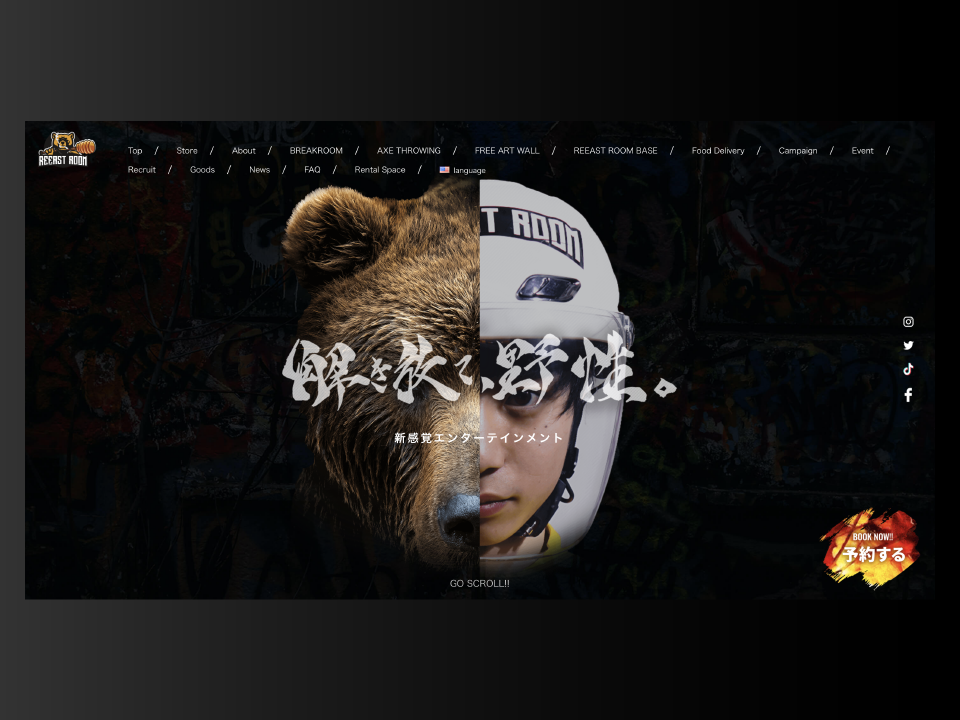 REEAST ROOM
Top / Store / About / BREAKROOM / AXE THROWING / FREE ART WALL / REEAST ROOM BASE / Food Delivery / Campaign / Event /
Recruit / Goods / News / FAQ / Rental Space / language
T ROOM
解き放て、野性。
新感覚エンターテインメント
BOOK NOW!!
予約する
GO SCROLL!!